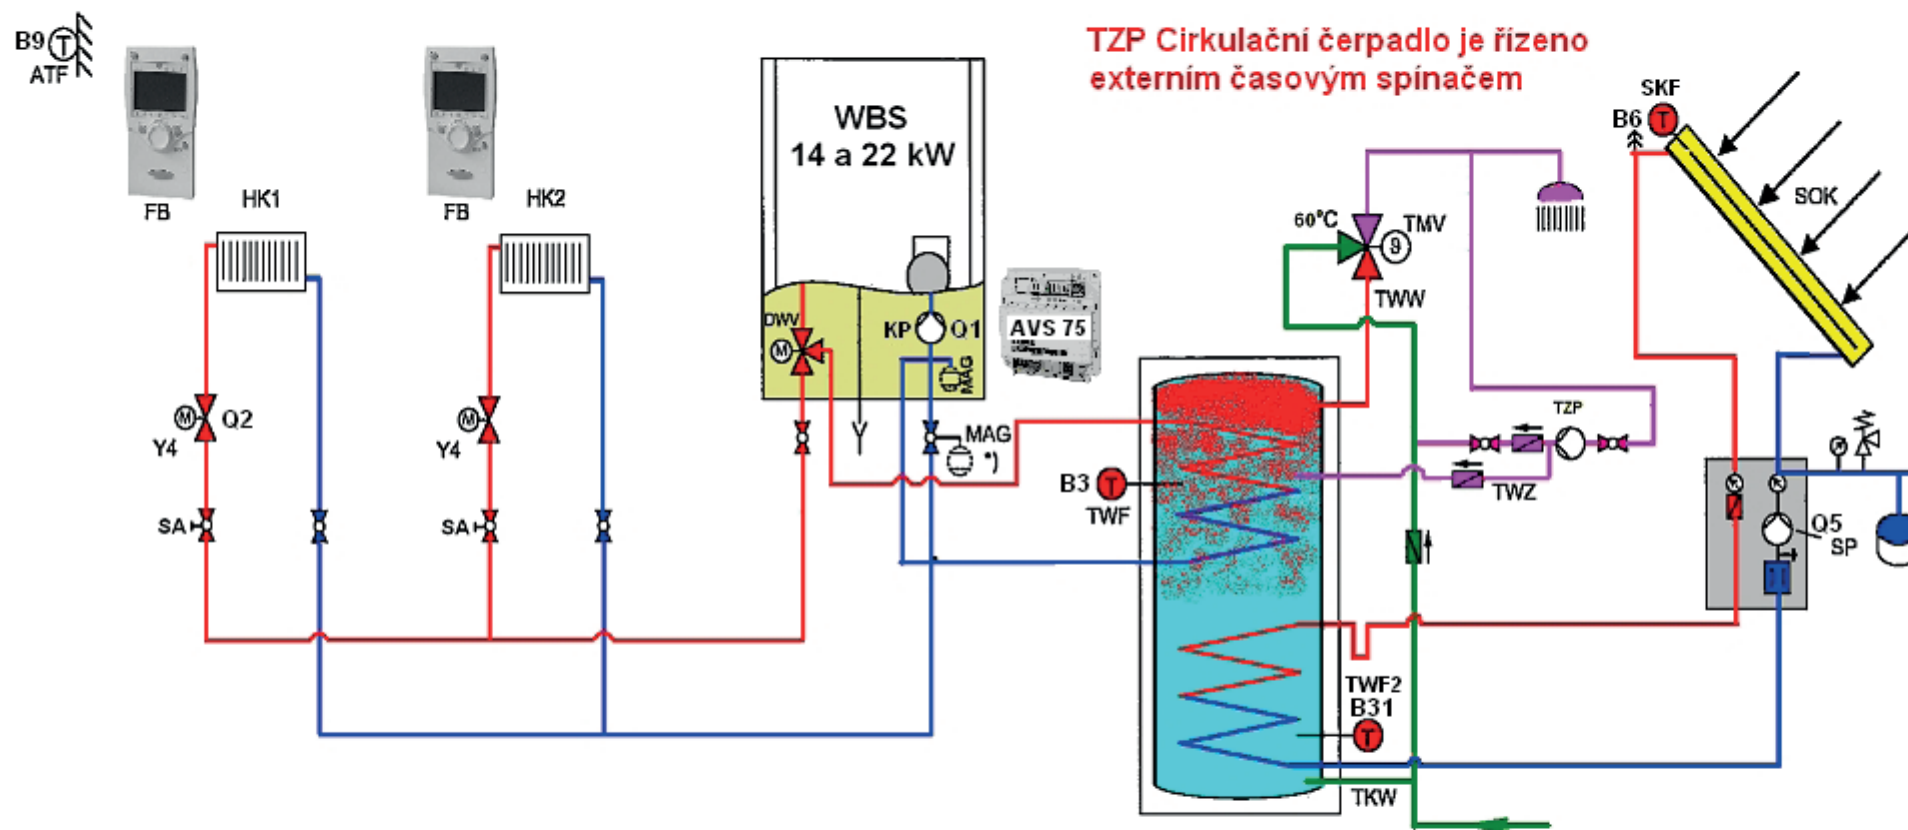 TZP Cirkulační čerpadlo je řízeno
externím časovým spínačem
B9 T
ATF
FB
HK1
FB
HK2
WBS
14 a 22 kW
DWV
M
KP
Q1
MAG
AVS 75
MAG
*)
M
Q2
Y4
SA
M
Y4
SA
60°C
TMV
9
TWW
SKF
B6 T
SOK
TZP
TWZ
B3 T
TWF
Q5
SP
TWF2
B31
T
TKW